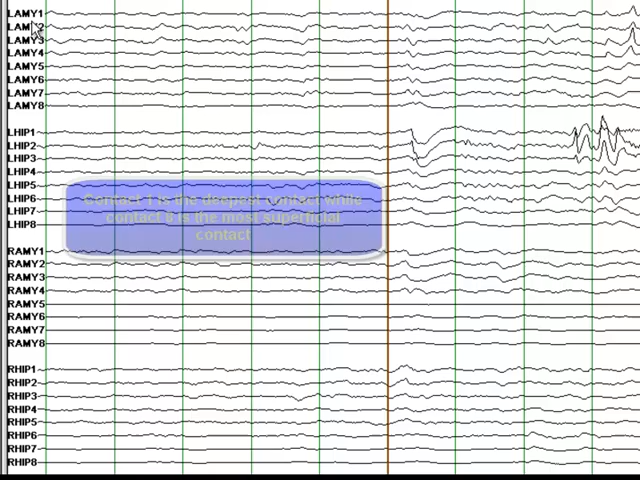 LAMY1
LAMY2
LAMY3
LAMY4
LAMY5
LAMY6
LAMY7
LAMY8
LHIP1
LHIP2
LHIP3
LHIP4
LHIP5
LHIP6
LHIP7
LHIP8
Contact 1 is the deepest contact while
contact 8 is the most superficial
contact
RAMY1
RAMY2
RAMY3
RAMY4
RAMY5
RAMY6
RAMY7
RAMY8
RHIP1
RHIP2
RHIP3
RHIP4
RHIP5
RHIP6
RHIP7
RHIP8